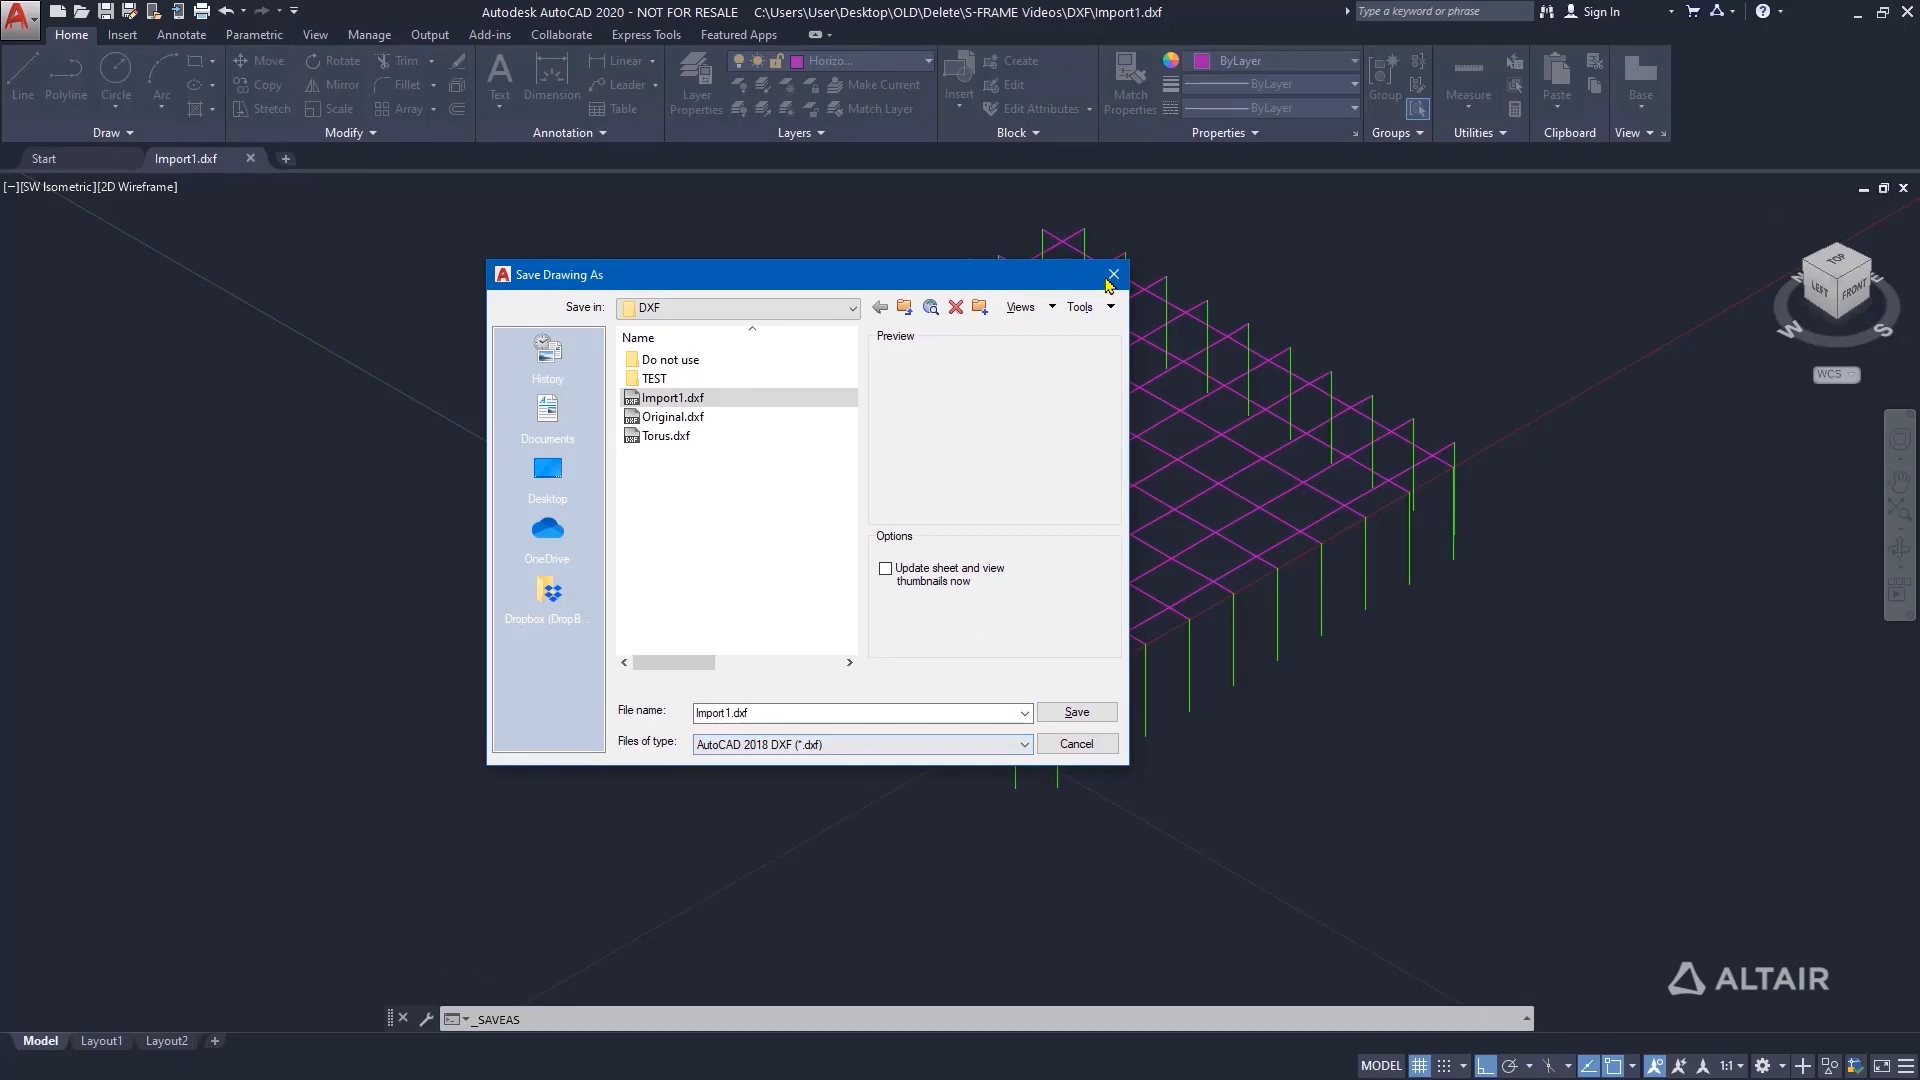 Autodesk AutoCAD 2020 - NOT FOR RESALE C:\Users\User\Desktop\OLD\Delete\S-FRAME Videos\DXF\Import1.dxf
Type a keyword or phrase
Sign In
Home Insert Annotate Parametric View Manage Output Add-ins Collaborate Express Tools Featured Apps
Line Polyline Circle Arc
Move Rotate Trim
Copy Mirror Fillet
Stretch Scale Array
Text Dimension
Linear
Leader
Table
Layer Properties
Horizo...
Make Current
Match Layer
Insert
Create
Edit
Edit Attributes
Match Properties
ByLayer
ByLayer
ByLayer
Group
Measure
Paste
Base
Draw Modify Annotation Layers Block Properties Groups Utilities Clipboard View
Start Import1.dxf
[−][SW Isometric][2D Wireframe]
TOP
LEFT FRONT
N E
W S
WCS
Save Drawing As
Save in: DXF
Views Tools
Name
Do not use
TEST
Import1.dxf
Original.dxf
Torus.dxf
History
Documents
Desktop
OneDrive
Dropbox (DropB...
Preview
Options
Update sheet and view
thumbnails now
File name: Import1.dxf
Save
Files of type: AutoCAD 2018 DXF (*.dxf)
Cancel
ALTAIR
_SAVEAS
Model Layout1 Layout2
MODEL 1:1